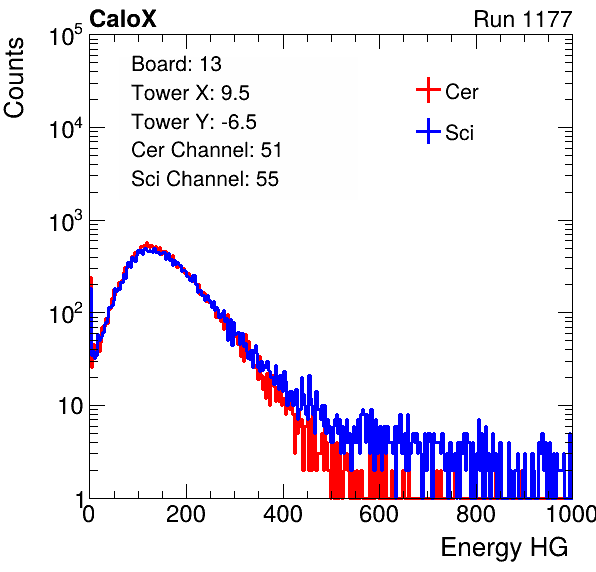 CaloX Run 1177
Counts
10^5
10^4
10^3
10^2
10
1
Board: 13
Tower X: 9.5
Tower Y: -6.5
Cer Channel: 51
Sci Channel: 55
Cer
Sci
0 200 400 600 800 1000
Energy HG